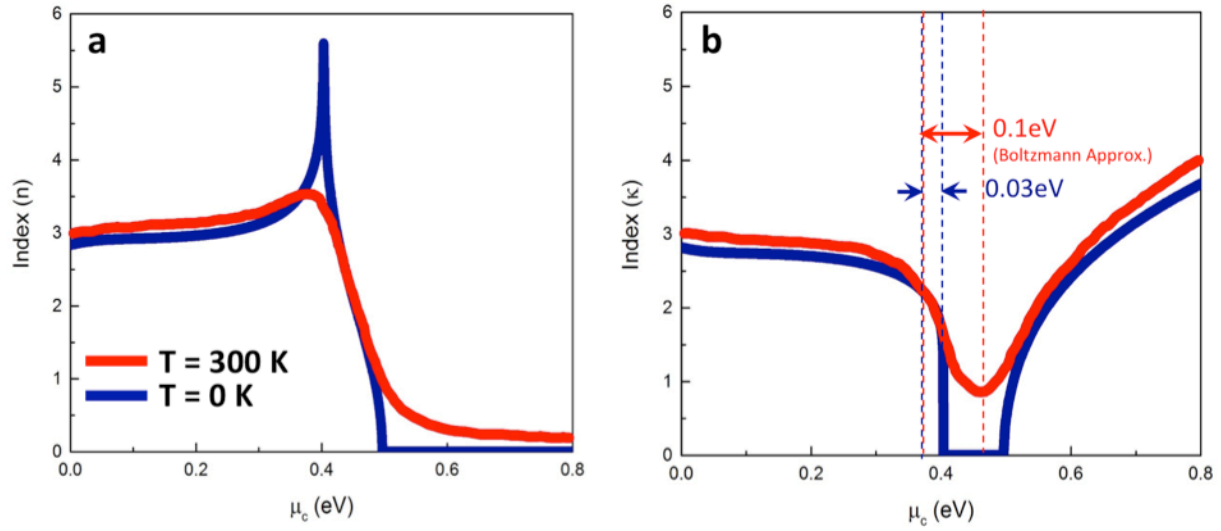 a
6
5
4
3
2
1
0
Index (n)
T = 300 K
T = 0 K
0.0
0.2
0.4
0.6
0.8
μc (eV)
b
6
5
4
3
2
1
0
Index (κ)
0.1eV
(Boltzmann Approx.)
0.03eV
0.0
0.2
0.4
0.6
0.8
μc (eV)